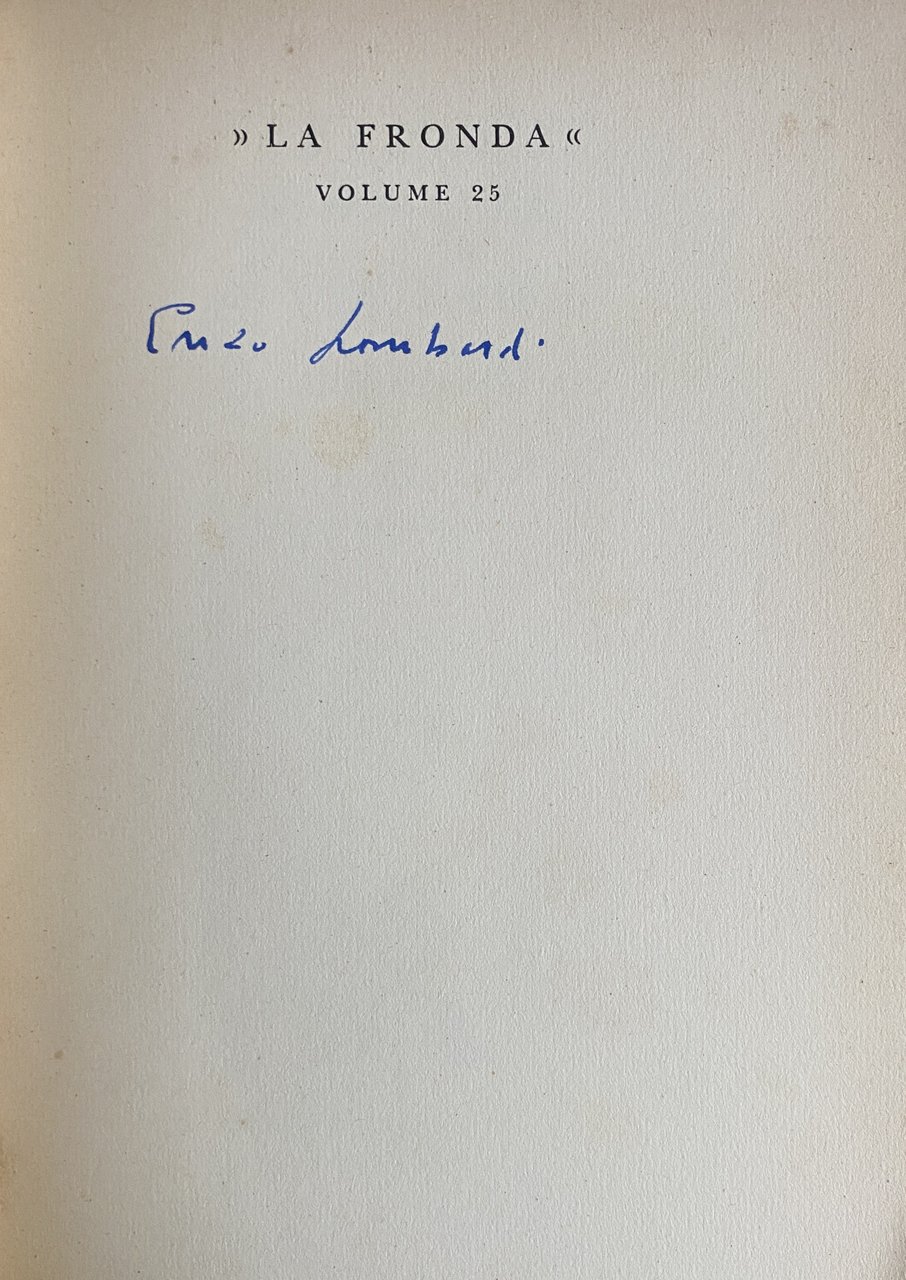 »LA FRONDA«
VOLUME 25
Enzo Lombardi